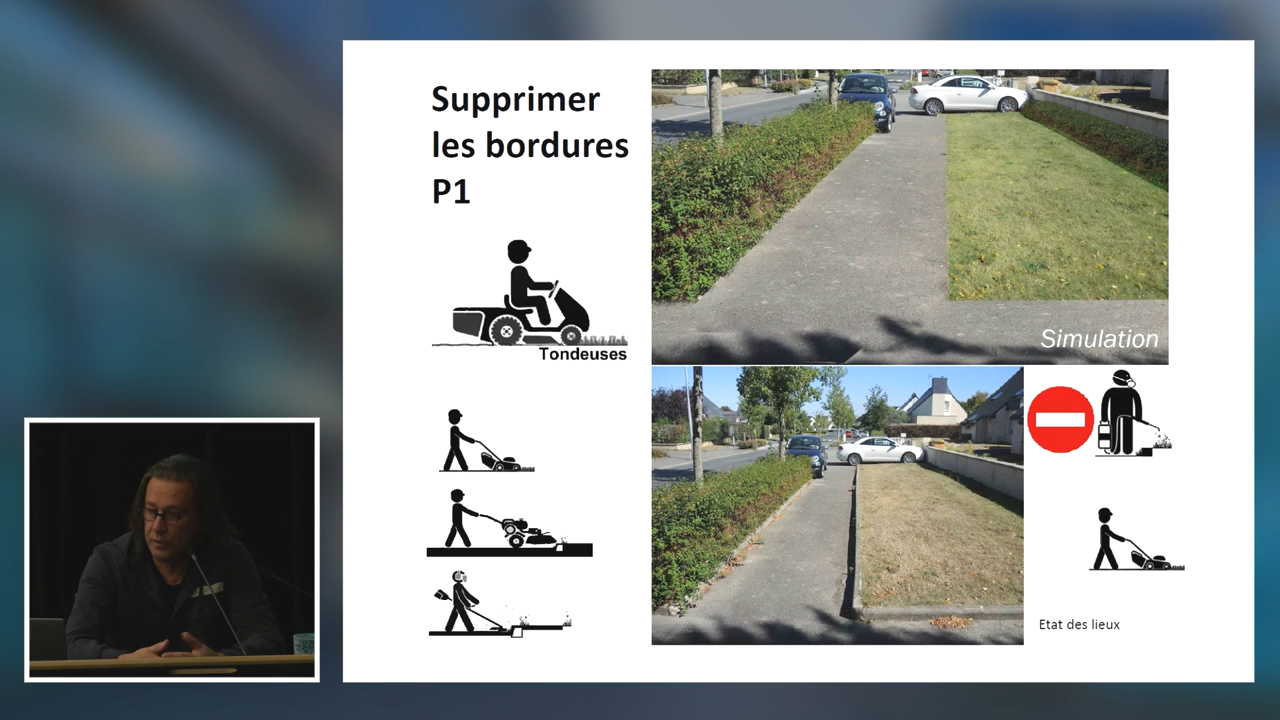 Supprimer
les bordures
P1
Tondeuses
Simulation
Etat des lieux